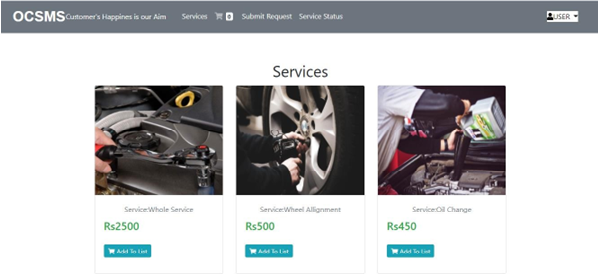 OCSMS Curtomer's Happines is our Aim Services 0 Submit Request Service Status USER
Services
Service:Whole Service Service:Wheel Allignment Service:Oil Change
Rs2500 Rs500 Rs450
Add To List Add To List Add To List